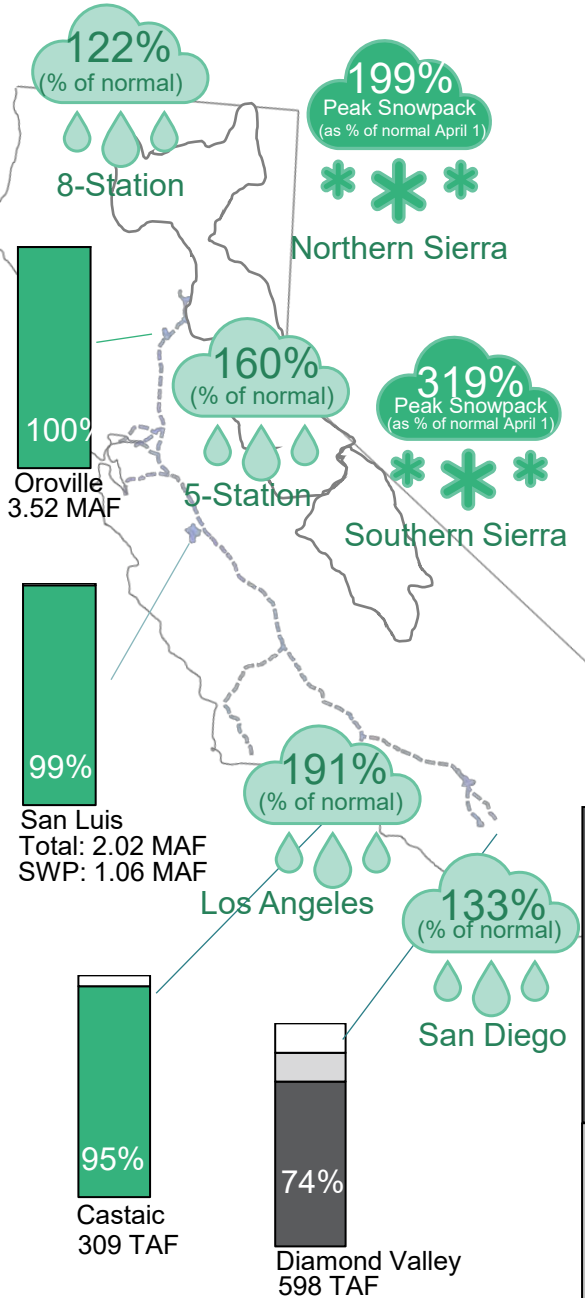 122%
(% of normal)
8-Station
199%
Peak Snowpack
(as % of normal April 1)
Northern Sierra
100%
Oroville
3.52 MAF
160%
(% of normal)
5-Station
319%
Peak Snowpack
(as % of normal April 1)
Southern Sierra
99%
San Luis
Total: 2.02 MAF
SWP: 1.06 MAF
191%
(% of normal)
Los Angeles
133%
(% of normal)
San Diego
95%
Castaic
309 TAF
74%
Diamond Valley
598 TAF